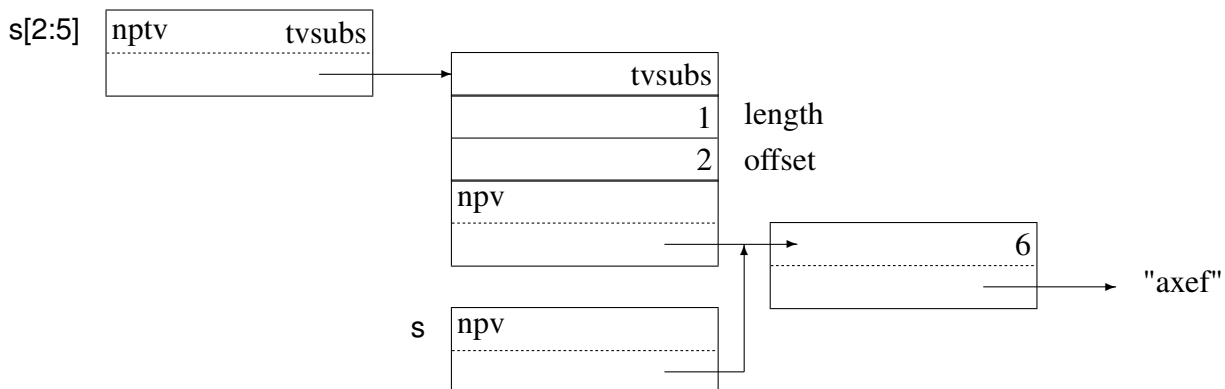 s[2:5] nptv tvsubs
tvsubs
1 length
2 offset
npv
6
"axef"
s npv